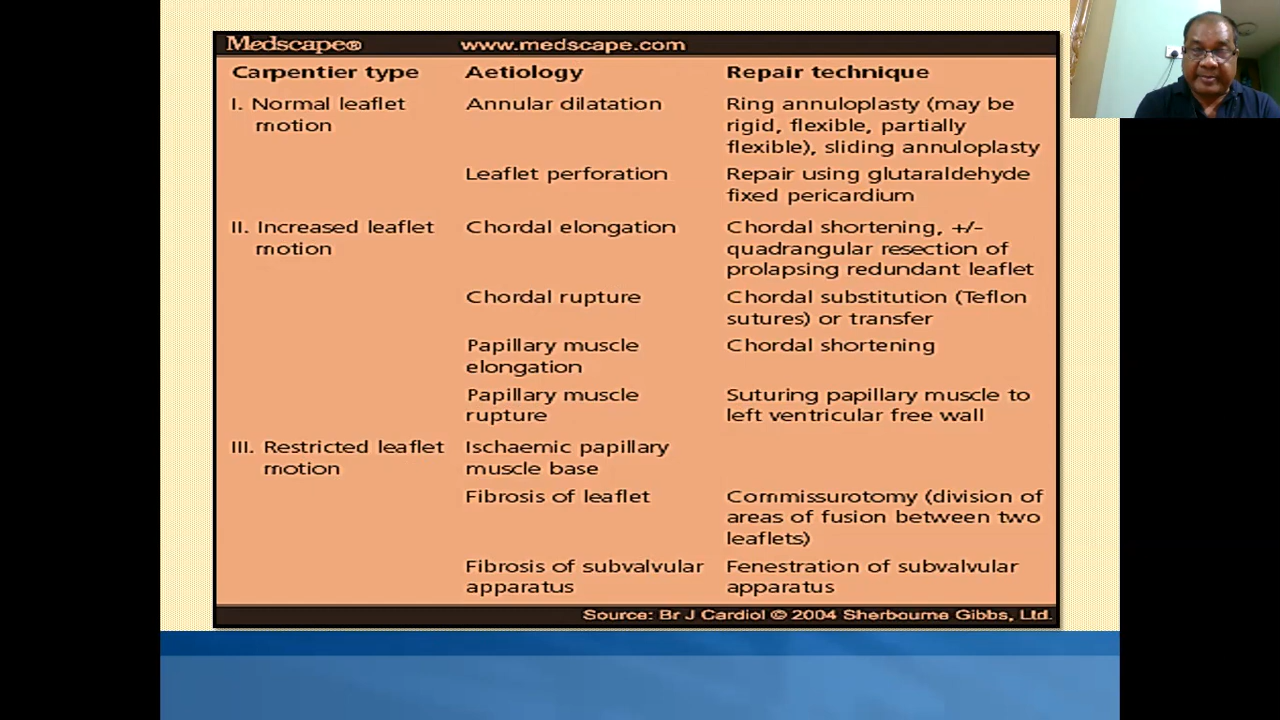 Medscape® www.medscape.com
Carpentier type Aetiology Repair technique
I. Normal leaflet Annular dilatation Ring annuloplasty (may be
motion rigid, flexible, partially
flexible), sliding annuloplasty
Leaflet perforation Repair using glutaraldehyde
fixed pericardium
II. Increased leaflet Chordal elongation Chordal shortening, +/-
motion quadrangular resection of
prolapsing redundant leaflet
Chordal rupture Chordal substitution (Teflon
sutures) or transfer
Papillary muscle Chordal shortening
elongation
Papillary muscle Suturing papillary muscle to
rupture left ventricular free wall
III. Restricted leaflet Ischaemic papillary
motion muscle base
Fibrosis of leaflet Commissurotomy (division of
areas of fusion between two
leaflets)
Fibrosis of subvalvular Fenestration of subvalvular
apparatus apparatus
Source: Br J Cardiol © 2004 Sherbourne Gibbs, Ltd.